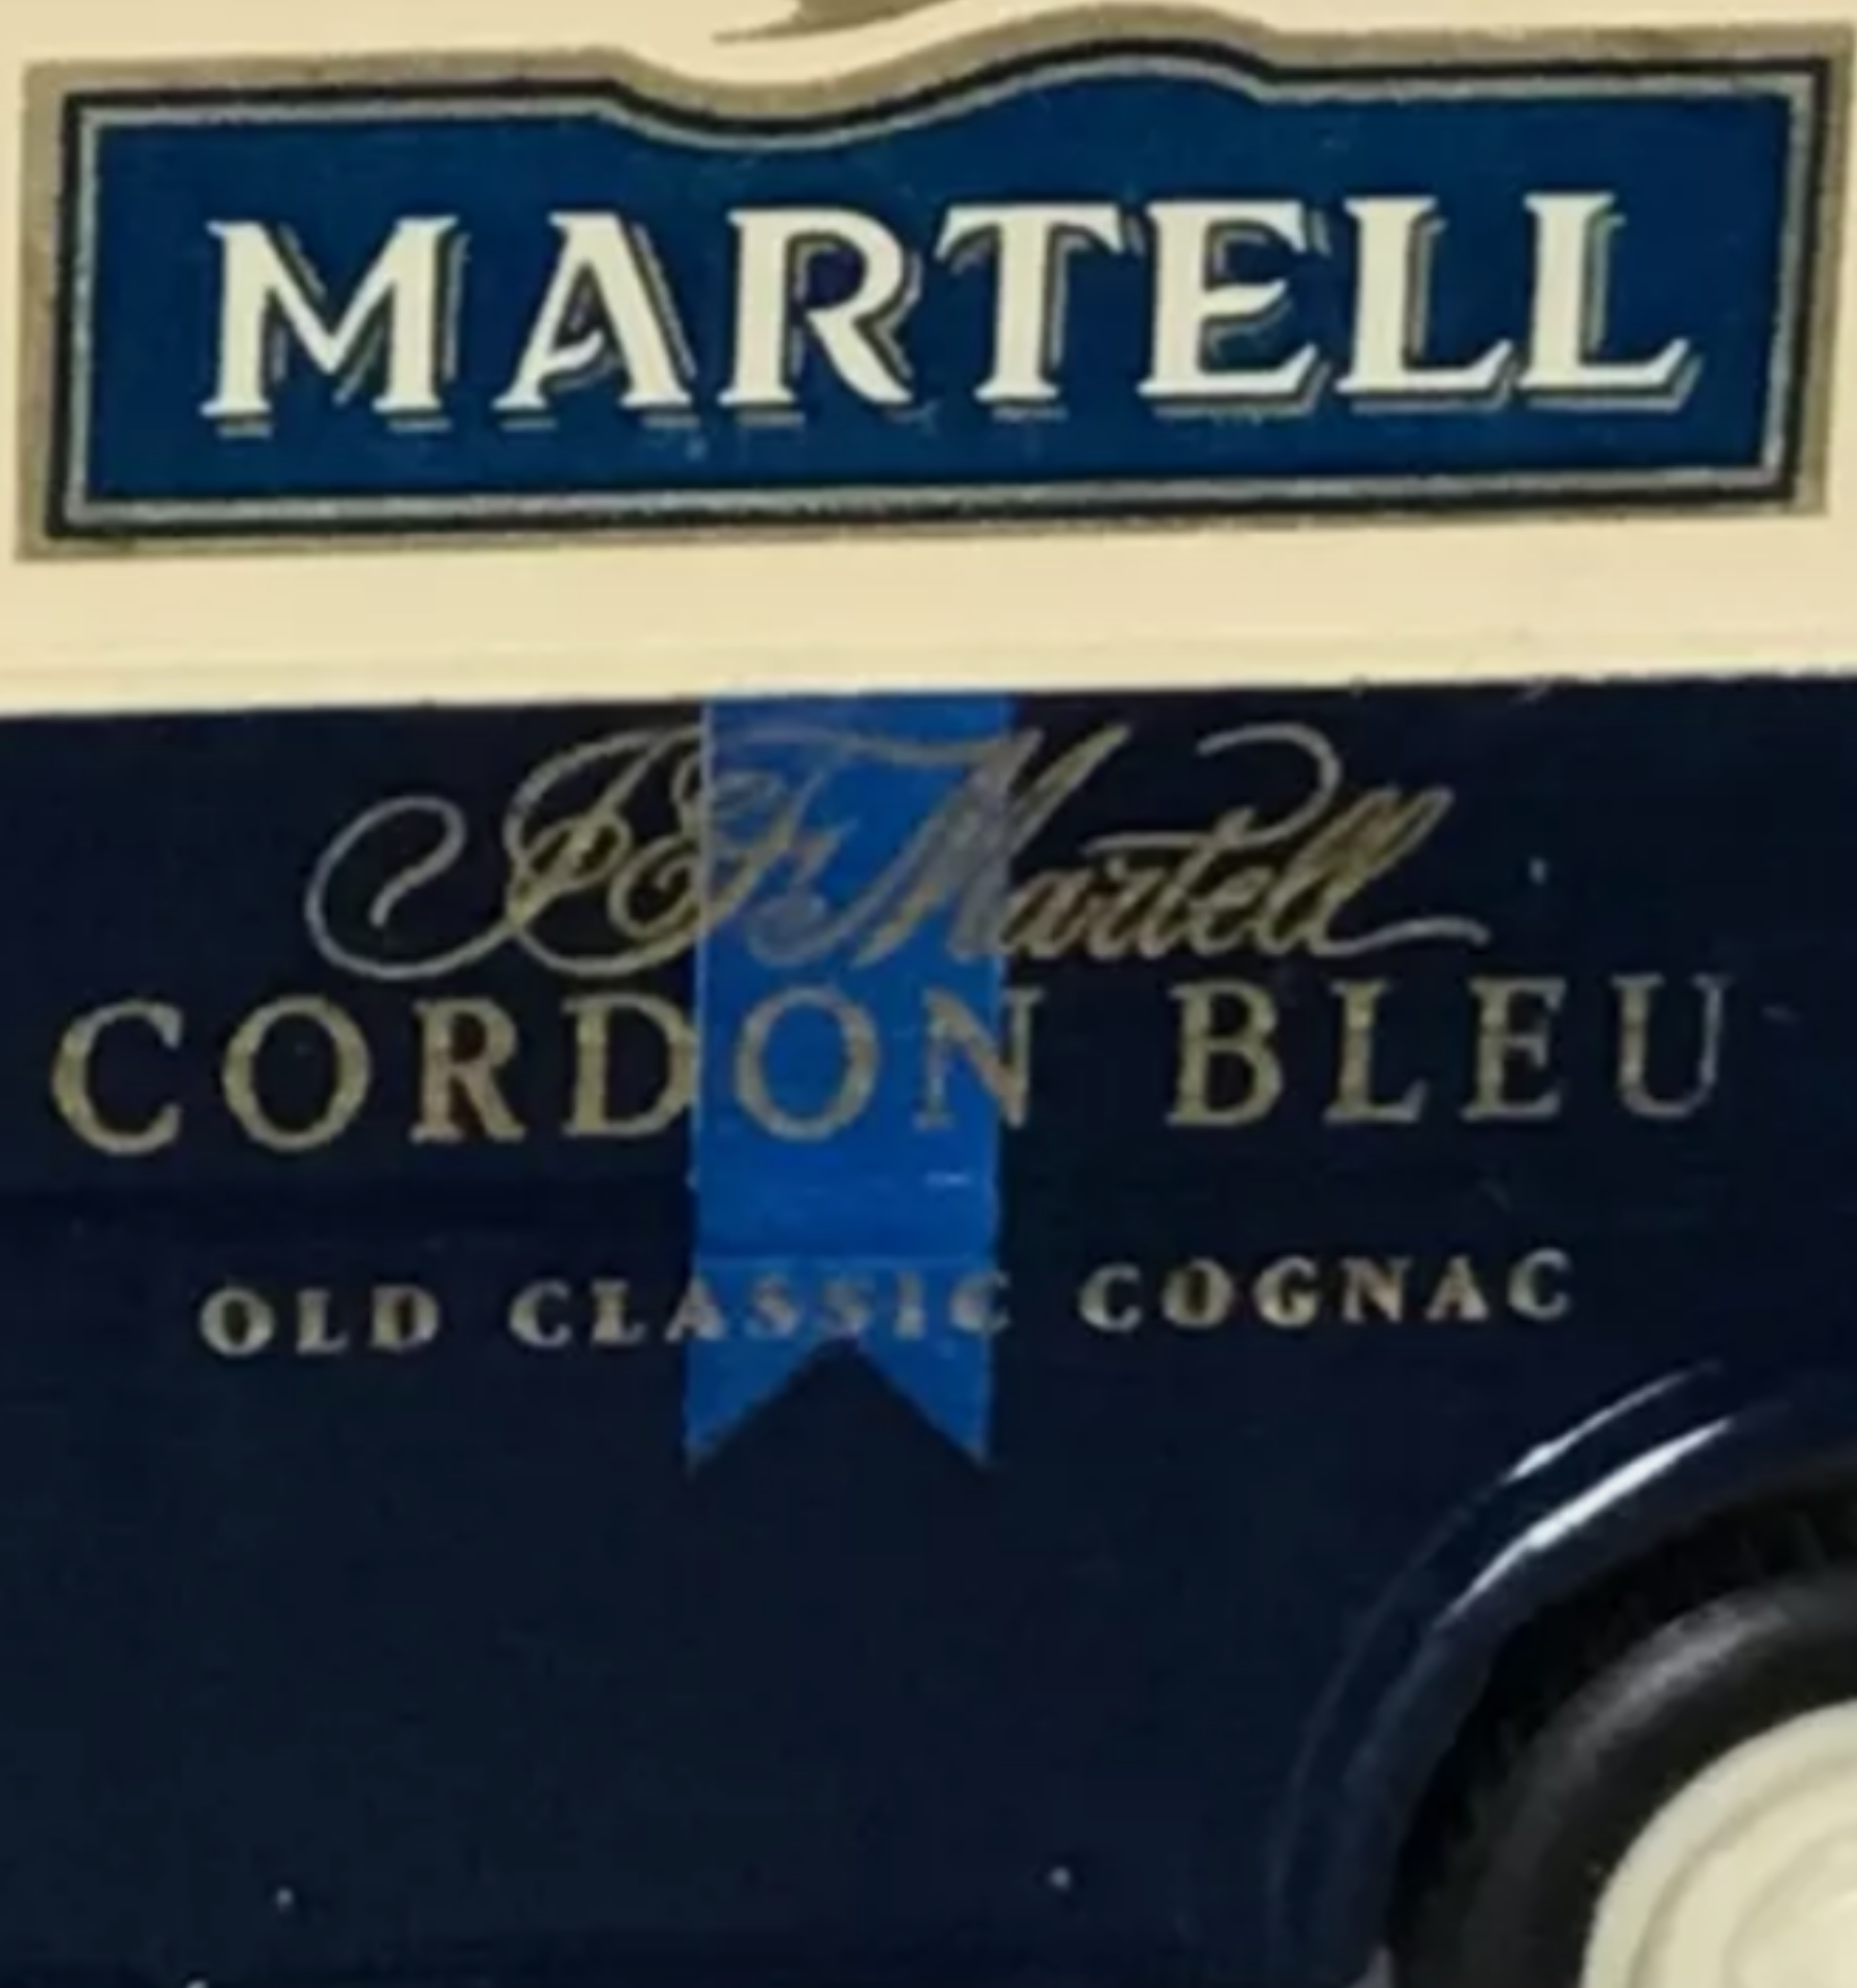 MARTELL
J&F Martell
CORDON BLEU
OLD CLASSIC COGNAC